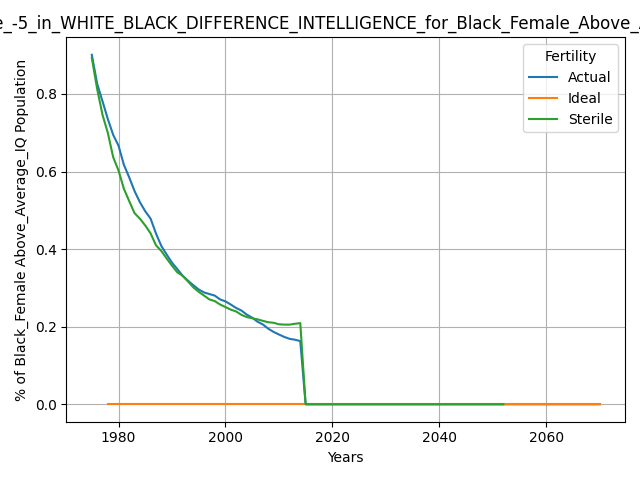 e_-5_in_WHITE_BLACK_DIFFERENCE_INTELLIGENCE_for_Black_Female_Above_
% of Black_Female Above_Average_IQ Population
0.8
0.6
0.4
0.2
0.0
Fertility
Actual
Ideal
Sterile
1980
2000
2020
2040
2060
Years